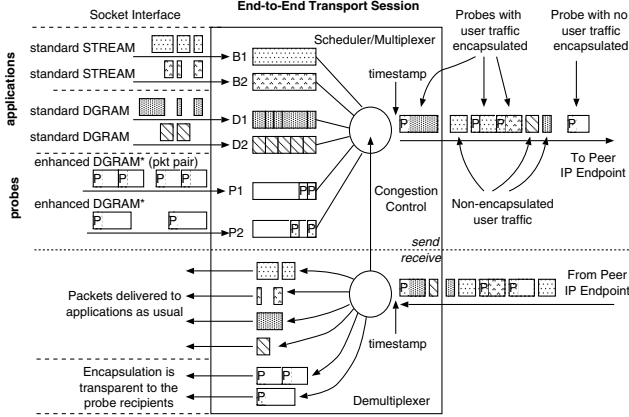 End-to-End Transport Session
Socket Interface
Scheduler/Multiplexer
Probes with
user traffic
encapsulated
Probe with no
user traffic
encapsulated
applications
probes
standard STREAM
B1
standard STREAM
B2
timestamp
standard DGRAM
D1
standard DGRAM
D2
P
P P
P
enhanced DGRAM* (pkt pair)
P P P P
P1
P P
To Peer
IP Endpoint
enhanced DGRAM*
P P
P2
P P
Congestion
Control
Non-encapsulated
user traffic
send
receive
From Peer
IP Endpoint
P P P
timestamp
Packets delivered to
applications as usual
Encapsulation is
transparent to the
probe recipients
P P
P
Demultiplexer